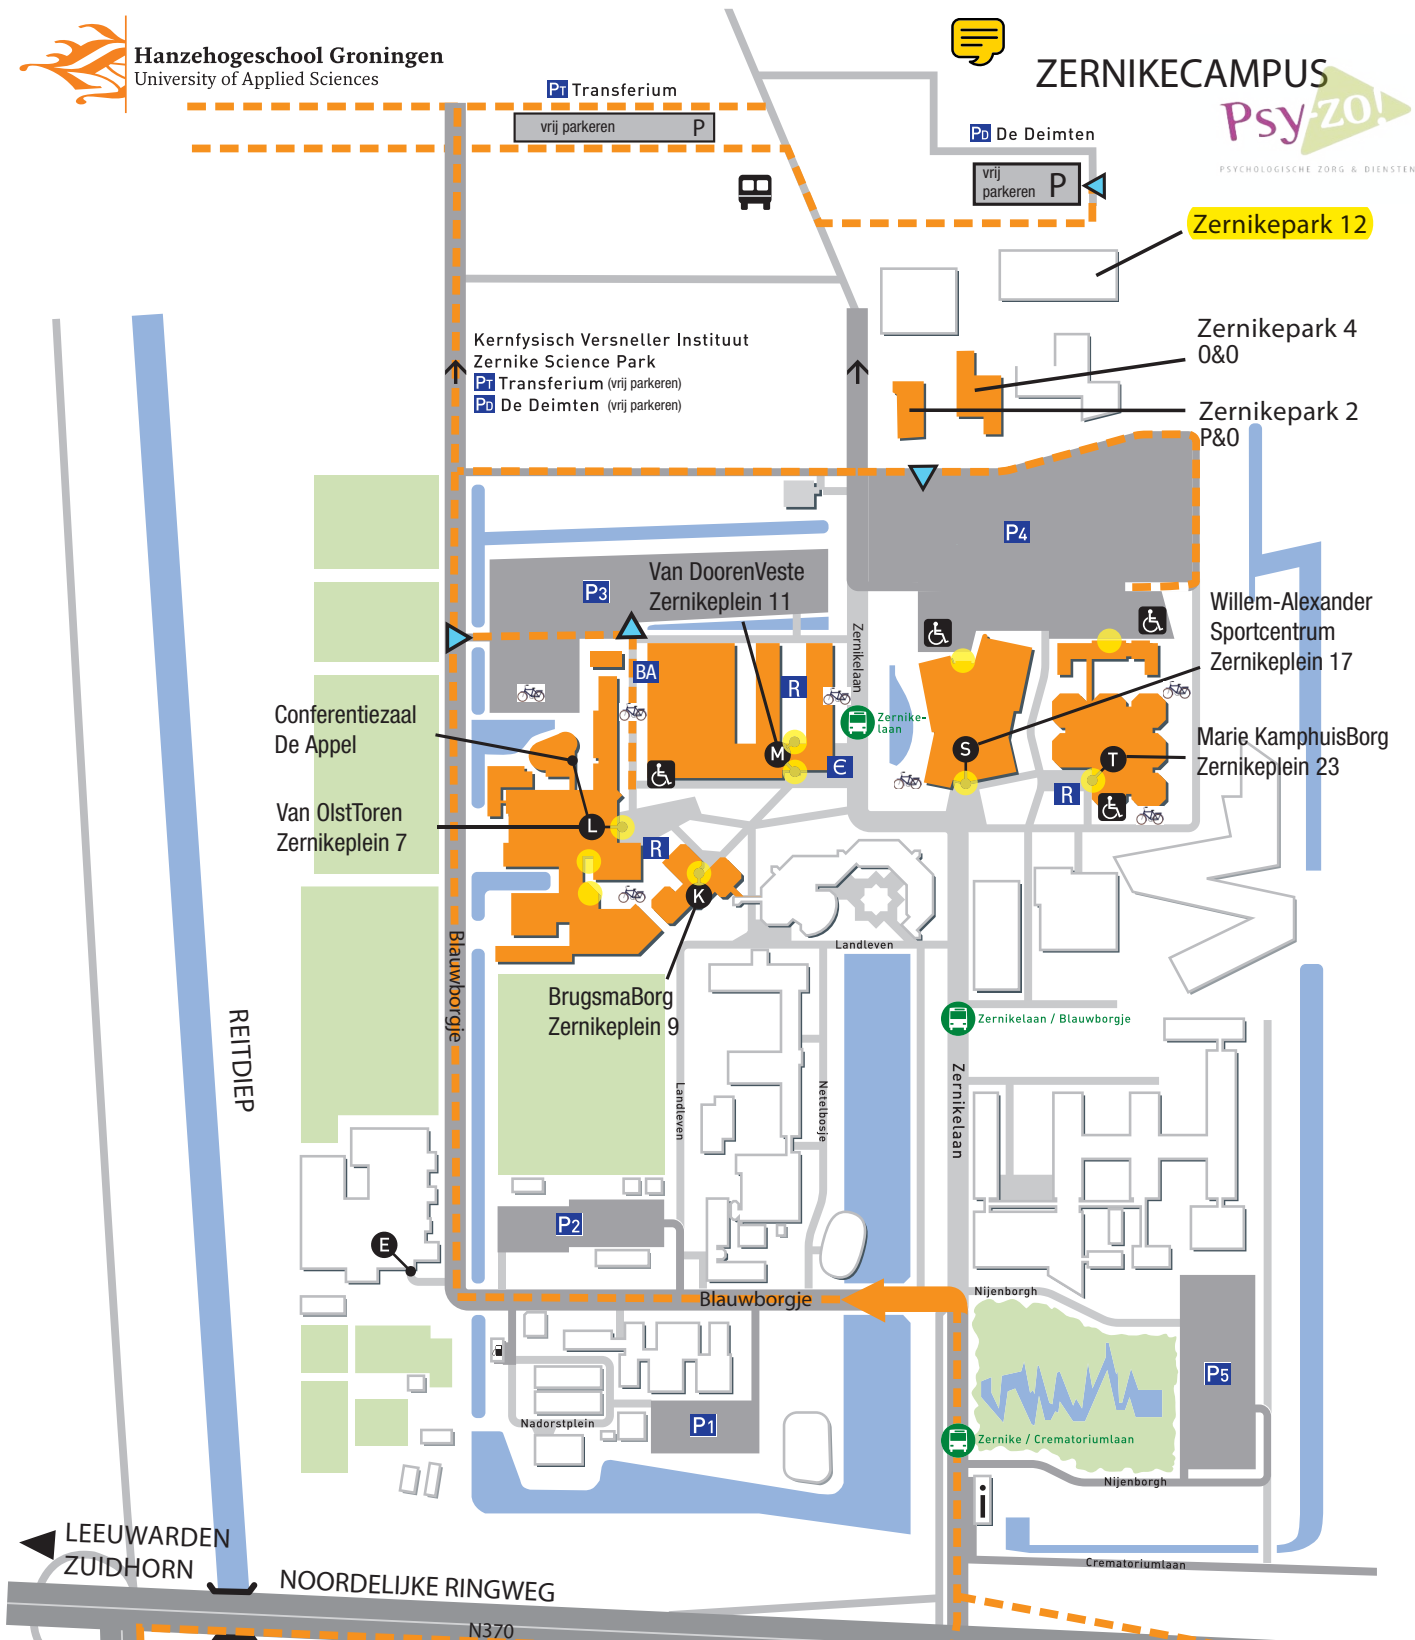 Hanzehogeschool Groningen
University of Applied Sciences
ZERNIKECAMPUS
Psy-zo!
PSYCHOLOGISCHE ZORG & DIENSTEN
PT Transferium
vrij parkeren P
PD De Deimten
vrij
parkeren P
Zernikepark 12
Kernfysisch Versneller Instituut
Zernike Science Park
PT Transferium (vrij parkeren)
PD De Deimten (vrij parkeren)
Zernikepark 4
O&O
Zernikepark 2
P&O
P4
P3
Van DoorenVeste
Zernikeplein 11
Willem-Alexander
Sportcentrum
Zernikeplein 17
Zernikelaan
BA
R
Zernike-
laan
Conferentiezaal
De Appel
M
€
S
T
R
Marie KamphuisBorg
Zernikeplein 23
Van OlstToren
Zernikeplein 7
L
R
K
Landleven
Blauwborgje
BrugsmaBorg
Zernikeplein 9
REITDIEP
Zernikelaan / Blauwborgje
Landleven
Netelbosje
Zernikelaan
P2
E
Blauwborgje
Nijenborgh
P5
Nadorstplein
P1
Zernike / Crematoriumlaan
Nijenborgh
i
Crematoriumlaan
LEEUWARDEN
ZUIDHORN
NOORDELIJKE RINGWEG
N370